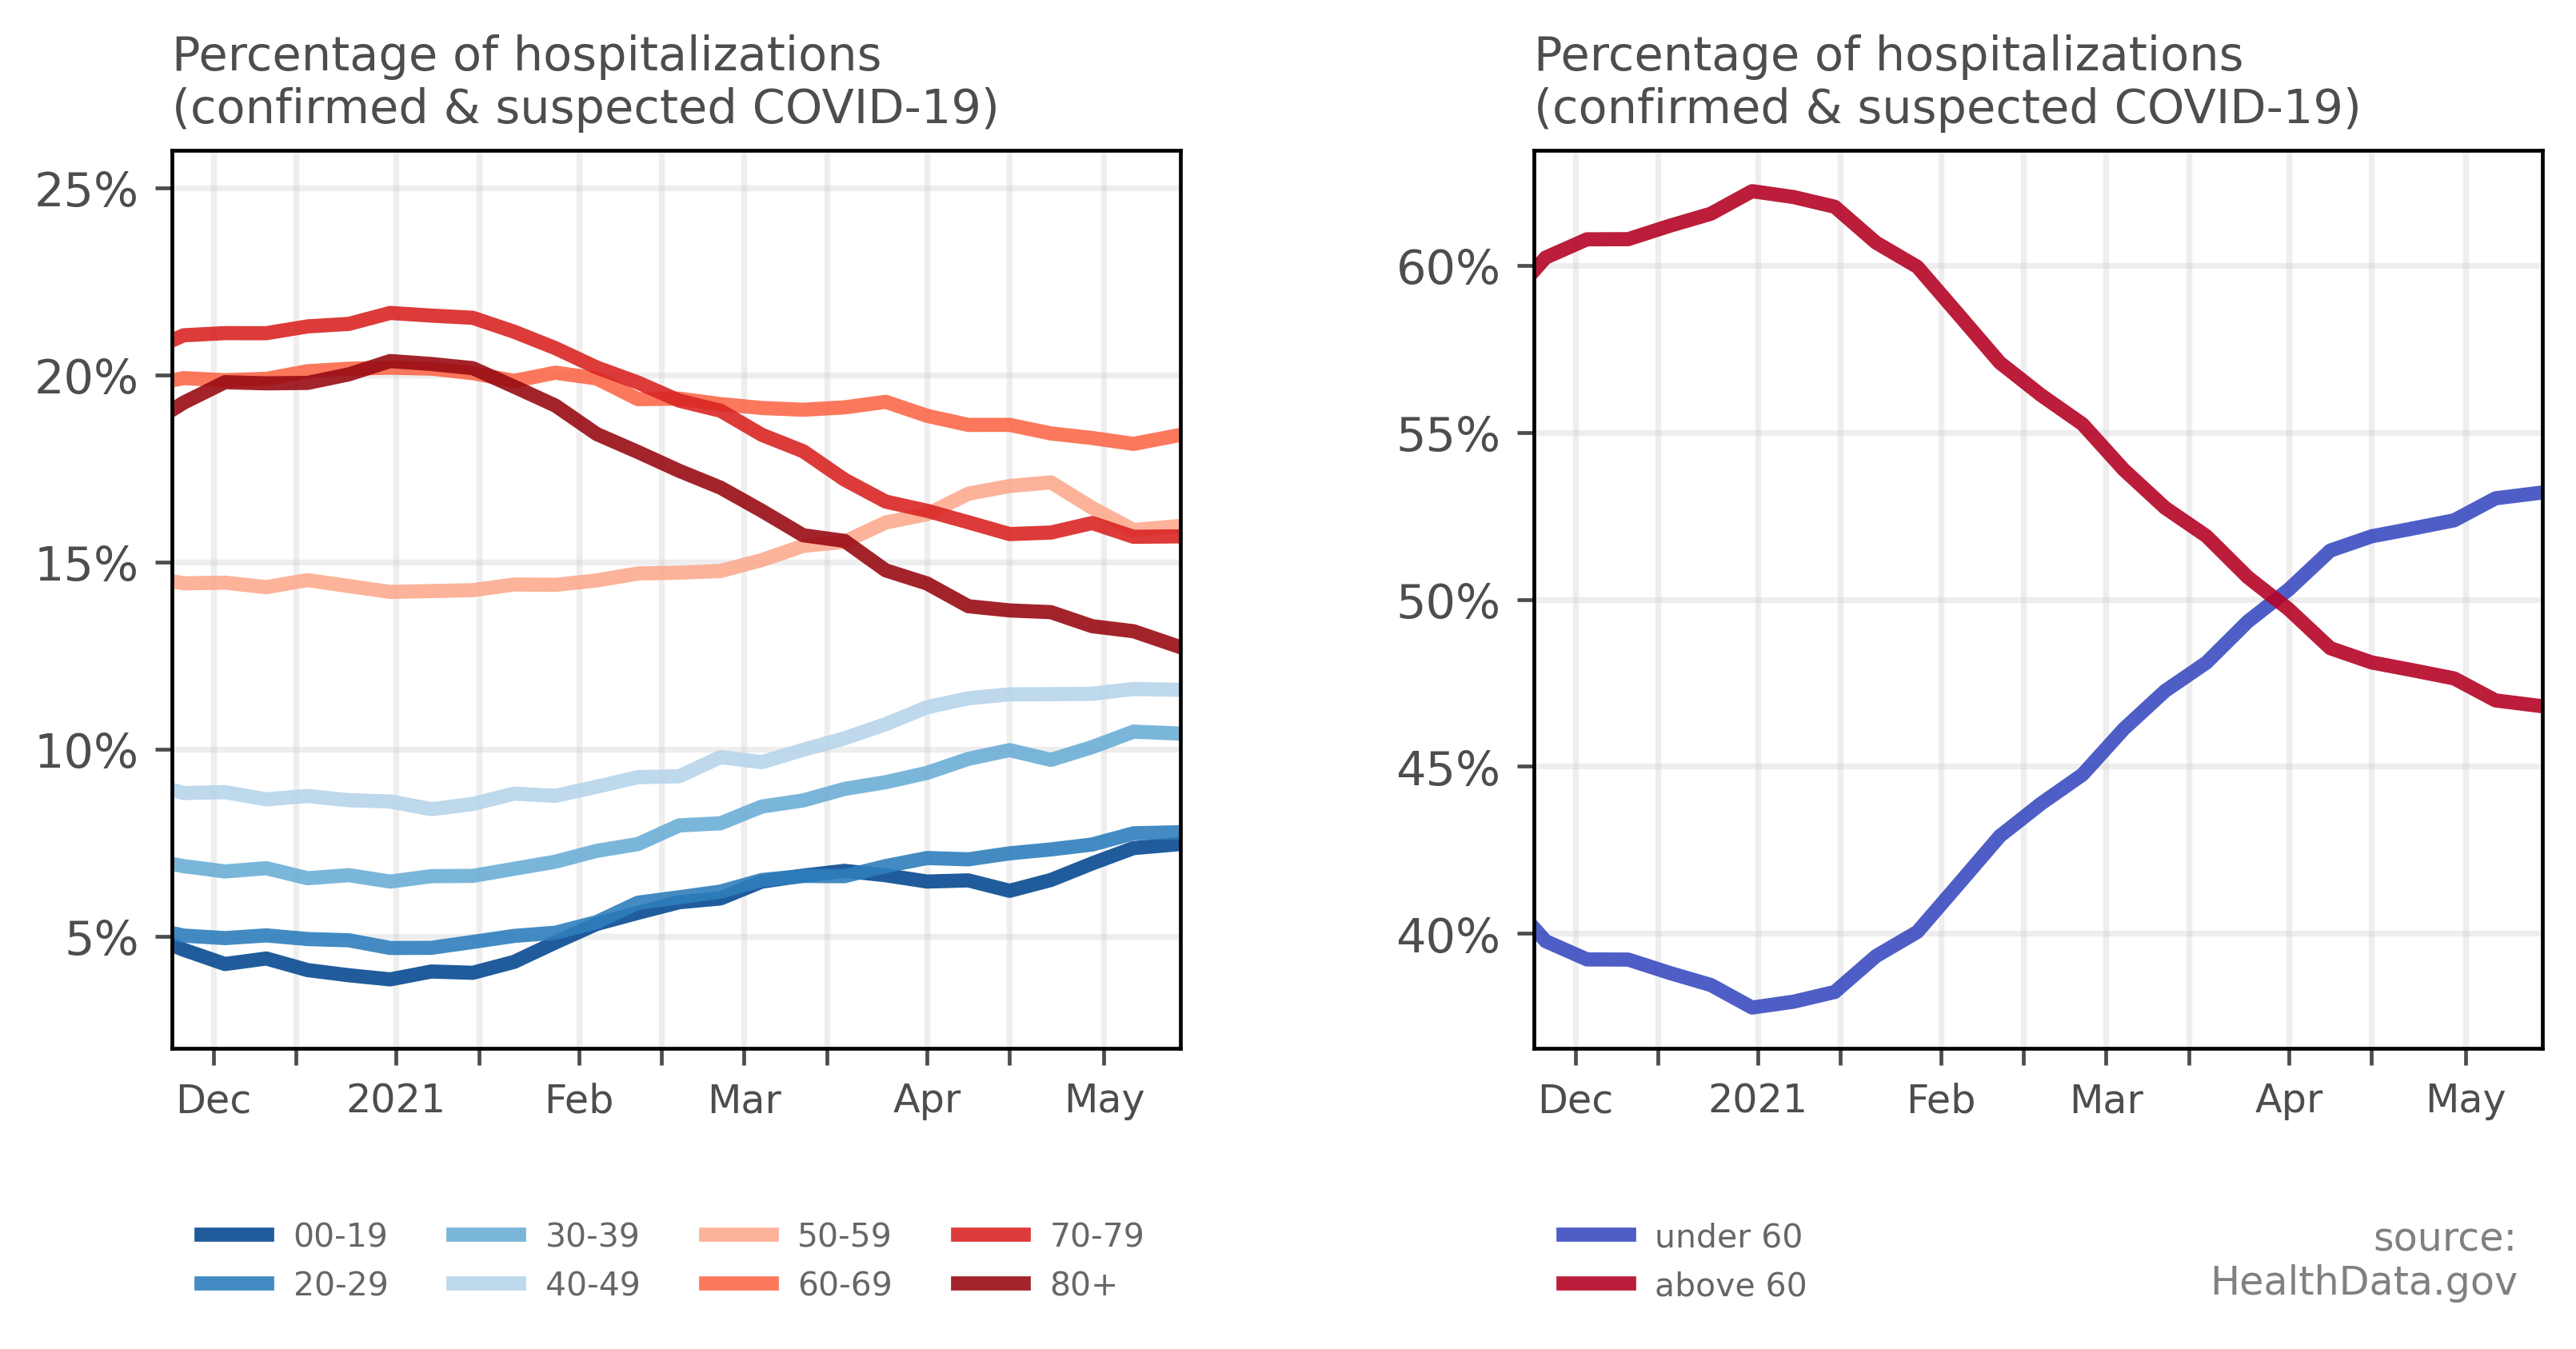 Percentage of hospitalizations
(confirmed & suspected COVID-19)
25%
20%
15%
10%
5%
Dec 2021 Feb Mar Apr May
00-19 30-39 50-59 70-79
20-29 40-49 60-69 80+
Percentage of hospitalizations
(confirmed & suspected COVID-19)
60%
55%
50%
45%
40%
Dec 2021 Feb Mar Apr May
under 60
above 60
source:
HealthData.gov